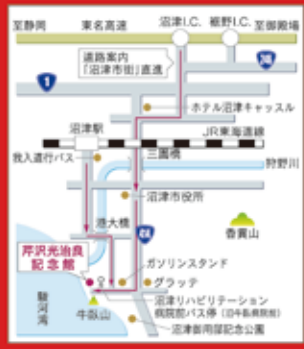 至静岡
東名高速
沼津I.C.
裾野I.C.
至御殿場
道路案内
「沼津市街」直進
1
ホテル沼津キャッスル
沼津駅
JR東海道線
我入道行バス
三園橋
狩野川
沼津市役所
港大橋
香貫山
414
芹沢光治良
記念館
ガソリンスタンド
グラッテ
沼津リハビリテーション
病院前バス停
駿河湾
牛臥山
沼津御用邸記念公園